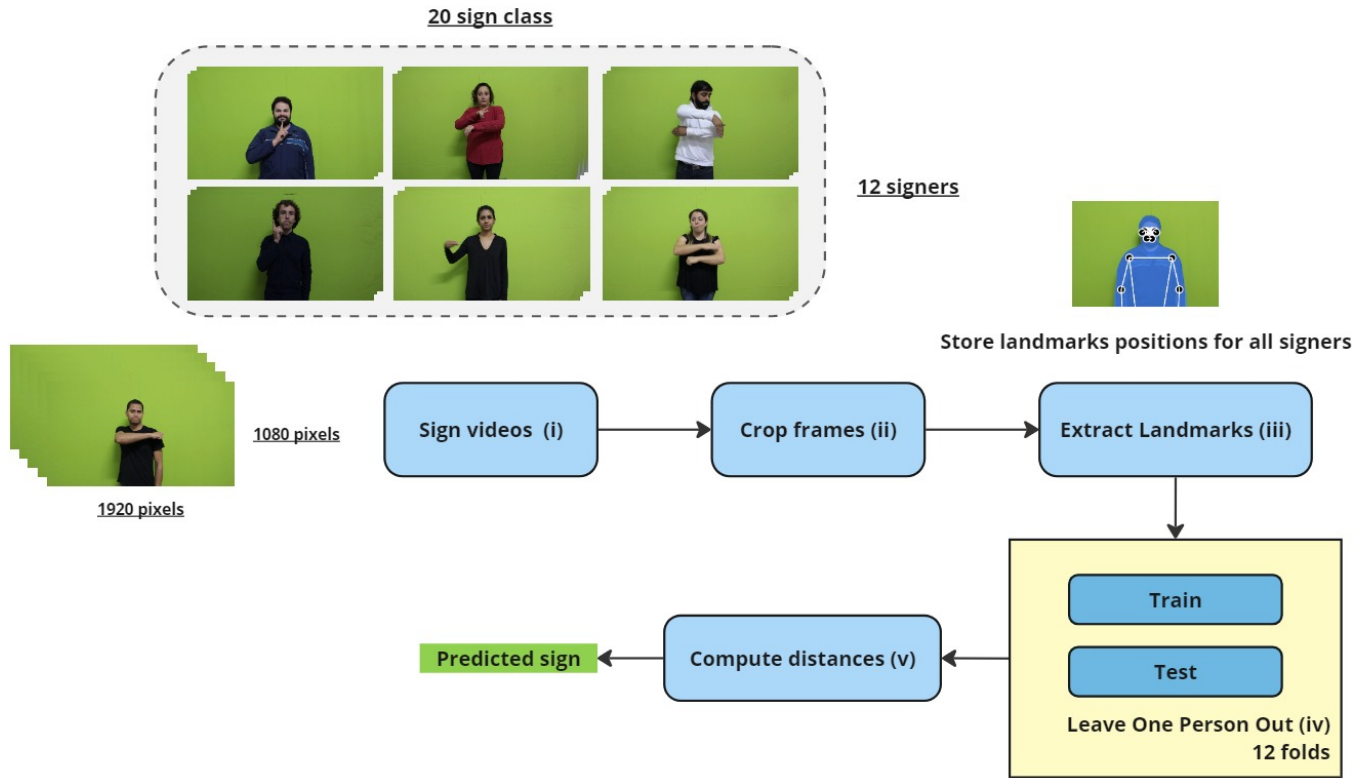 20 sign class
12 signers
Store landmarks positions for all signers
1080 pixels
1920 pixels
Sign videos (i)
Crop frames (ii)
Extract Landmarks (iii)
Train
Test
Leave One Person Out (iv)
12 folds
Compute distances (v)
Predicted sign